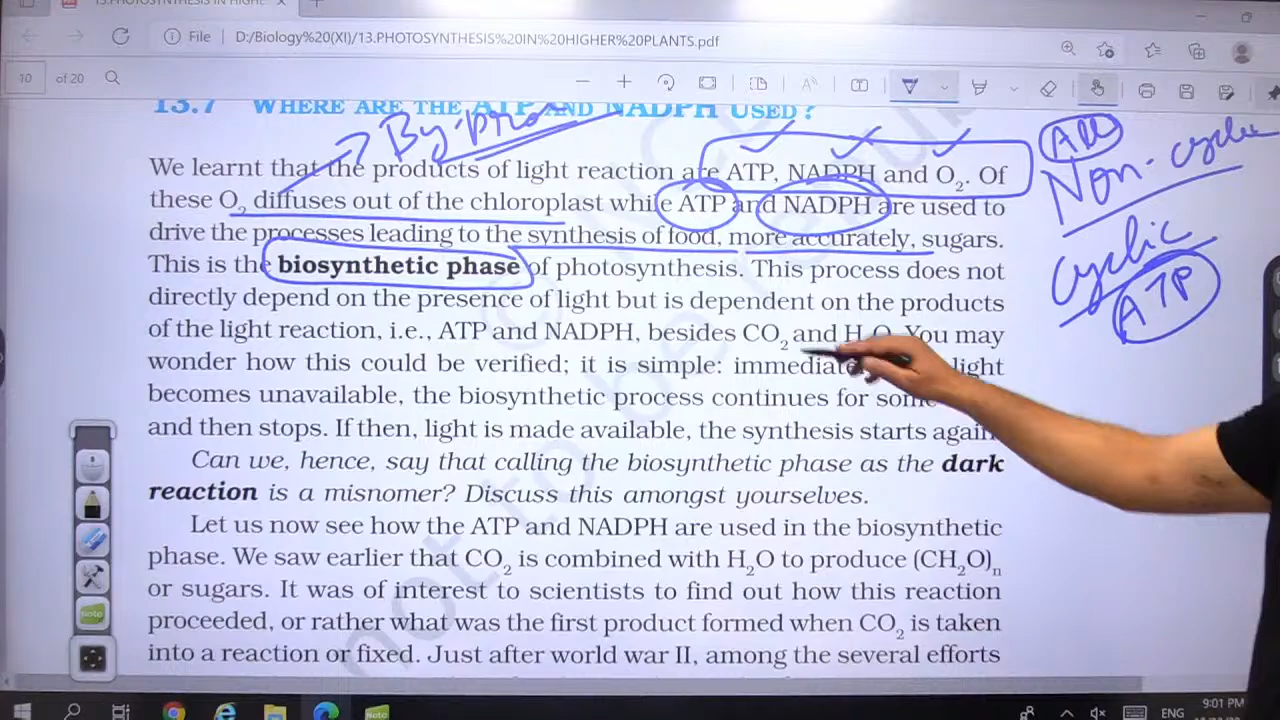 13.PHOTOSYNTHESIS IN HIGHE
File D:/Biology%20(XI)/13.PHOTOSYNTHESIS%20IN%20HIGHER%20PLANTS.pdf
10 of 20
13.7 WHERE ARE THE ATP AND NADPH USED?
By-pro
We learnt that the products of light reaction are ATP, NADPH and O2. Of
these O2 diffuses out of the chloroplast while ATP and NADPH are used to
drive the processes leading to the synthesis of food, more accurately, sugars.
This is the biosynthetic phase of photosynthesis. This process does not
directly depend on the presence of light but is dependent on the products
of the light reaction, i.e., ATP and NADPH, besides CO2 and H2O. You may
wonder how this could be verified; it is simple: immediate light
becomes unavailable, the biosynthetic process continues for some
and then stops. If then, light is made available, the synthesis starts again.
Can we, hence, say that calling the biosynthetic phase as the dark
reaction is a misnomer? Discuss this amongst yourselves.
Let us now see how the ATP and NADPH are used in the biosynthetic
phase. We saw earlier that CO2 is combined with H2O to produce (CH2O)n
or sugars. It was of interest to scientists to find out how this reaction
proceeded, or rather what was the first product formed when CO2 is taken
into a reaction or fixed. Just after world war II, among the several efforts
All
Non-cyclic
cyclic
ATP
not to be repu
note
note
ENG
9:01 PM